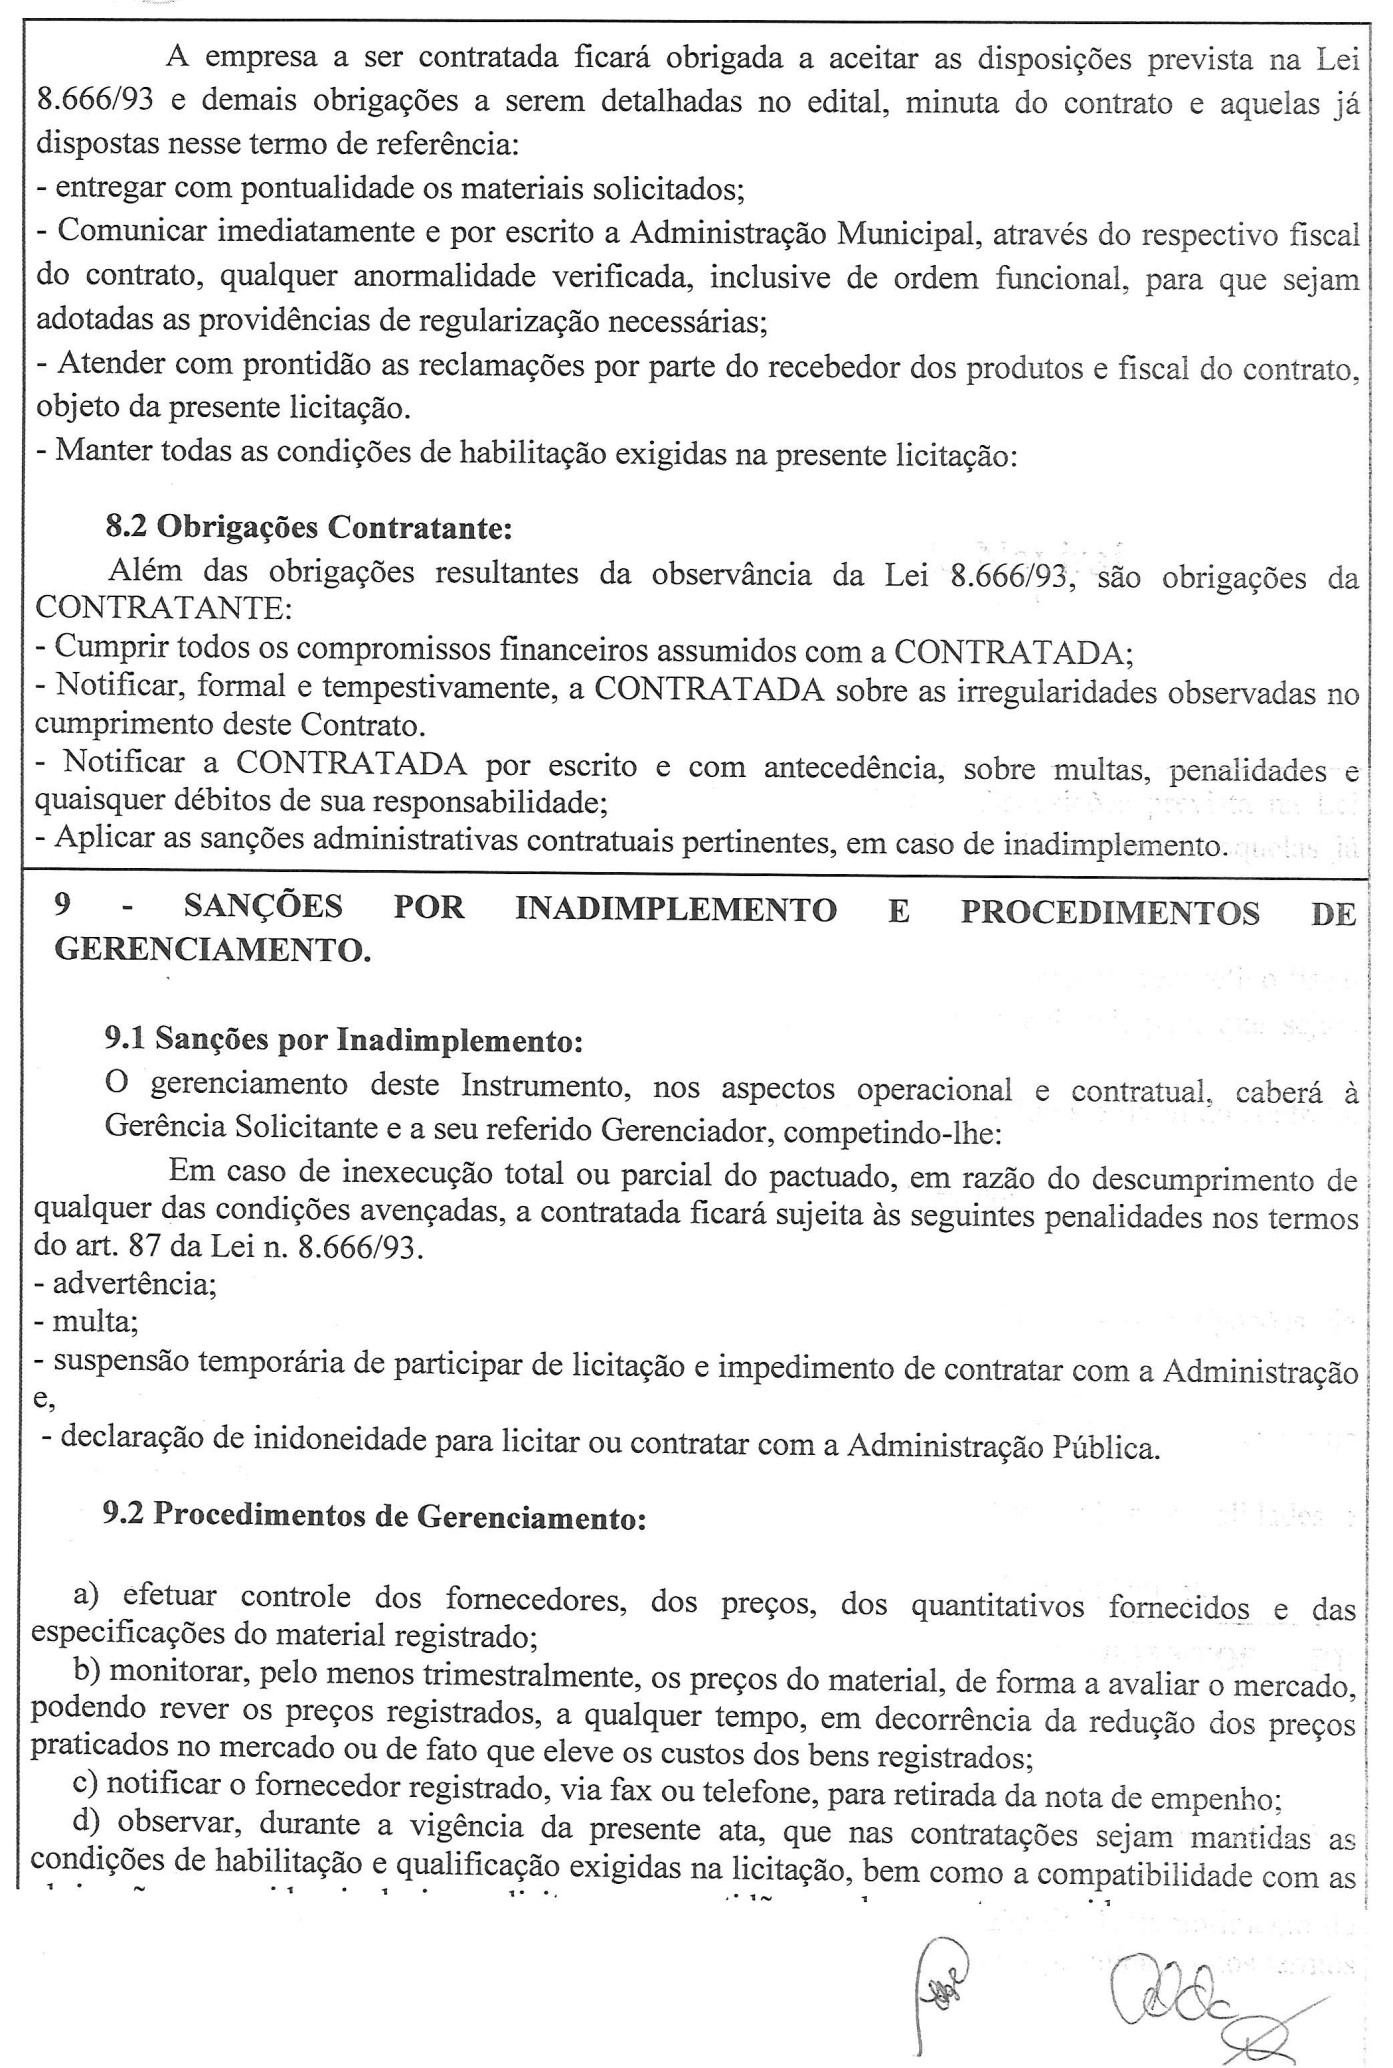 A empresa a ser contratada ficará obrigada a aceitar as disposições prevista na Lei
8.666/93 e demais obrigações a serem detalhadas no edital, minuta do contrato e aquelas já
dispostas nesse termo de referência:
- entregar com pontualidade os materiais solicitados;
- Comunicar imediatamente e por escrito a Administração Municipal, através do respectivo fiscal
do contrato, qualquer anormalidade verificada, inclusive de ordem funcional, para que sejam
adotadas as providências de regularização necessárias;
- Atender com prontidão as reclamações por parte do recebedor dos produtos e fiscal do contrato,
objeto da presente licitação.
- Manter todas as condições de habilitação exigidas na presente licitação:
8.2 Obrigações Contratante:
Além das obrigações resultantes da observância da Lei 8.666/93, são obrigações da
CONTRATANTE:
- Cumprir todos os compromissos financeiros assumidos com a CONTRATADA;
- Notificar, formal e tempestivamente, a CONTRATADA sobre as irregularidades observadas no
cumprimento deste Contrato.
- Notificar a CONTRATADA por escrito e com antecedência, sobre multas, penalidades e
quaisquer débitos de sua responsabilidade;
- Aplicar as sanções administrativas contratuais pertinentes, em caso de inadimplemento.
9 - SANÇÕES POR INADIMPLEMENTO E PROCEDIMENTOS DE
GERENCIAMENTO.
9.1 Sanções por Inadimplemento:
O gerenciamento deste Instrumento, nos aspectos operacional e contratual, caberá à
Gerência Solicitante e a seu referido Gerenciador, competindo-lhe:
Em caso de inexecução total ou parcial do pactuado, em razão do descumprimento de
qualquer das condições avençadas, a contratada ficará sujeita às seguintes penalidades nos termos
do art. 87 da Lei n. 8.666/93.
- advertência;
- multa;
- suspensão temporária de participar de licitação e impedimento de contratar com a Administração
e,
- declaração de inidoneidade para licitar ou contratar com a Administração Pública.
9.2 Procedimentos de Gerenciamento:
a) efetuar controle dos fornecedores, dos preços, dos quantitativos fornecidos e das
especificações do material registrado;
b) monitorar, pelo menos trimestralmente, os preços do material, de forma a avaliar o mercado,
podendo rever os preços registrados, a qualquer tempo, em decorrência da redução dos preços
praticados no mercado ou de fato que eleve os custos dos bens registrados;
c) notificar o fornecedor registrado, via fax ou telefone, para retirada da nota de empenho;
d) observar, durante a vigência da presente ata, que nas contratações sejam mantidas as
condições de habilitação e qualificação exigidas na licitação, bem como a compatibilidade com as